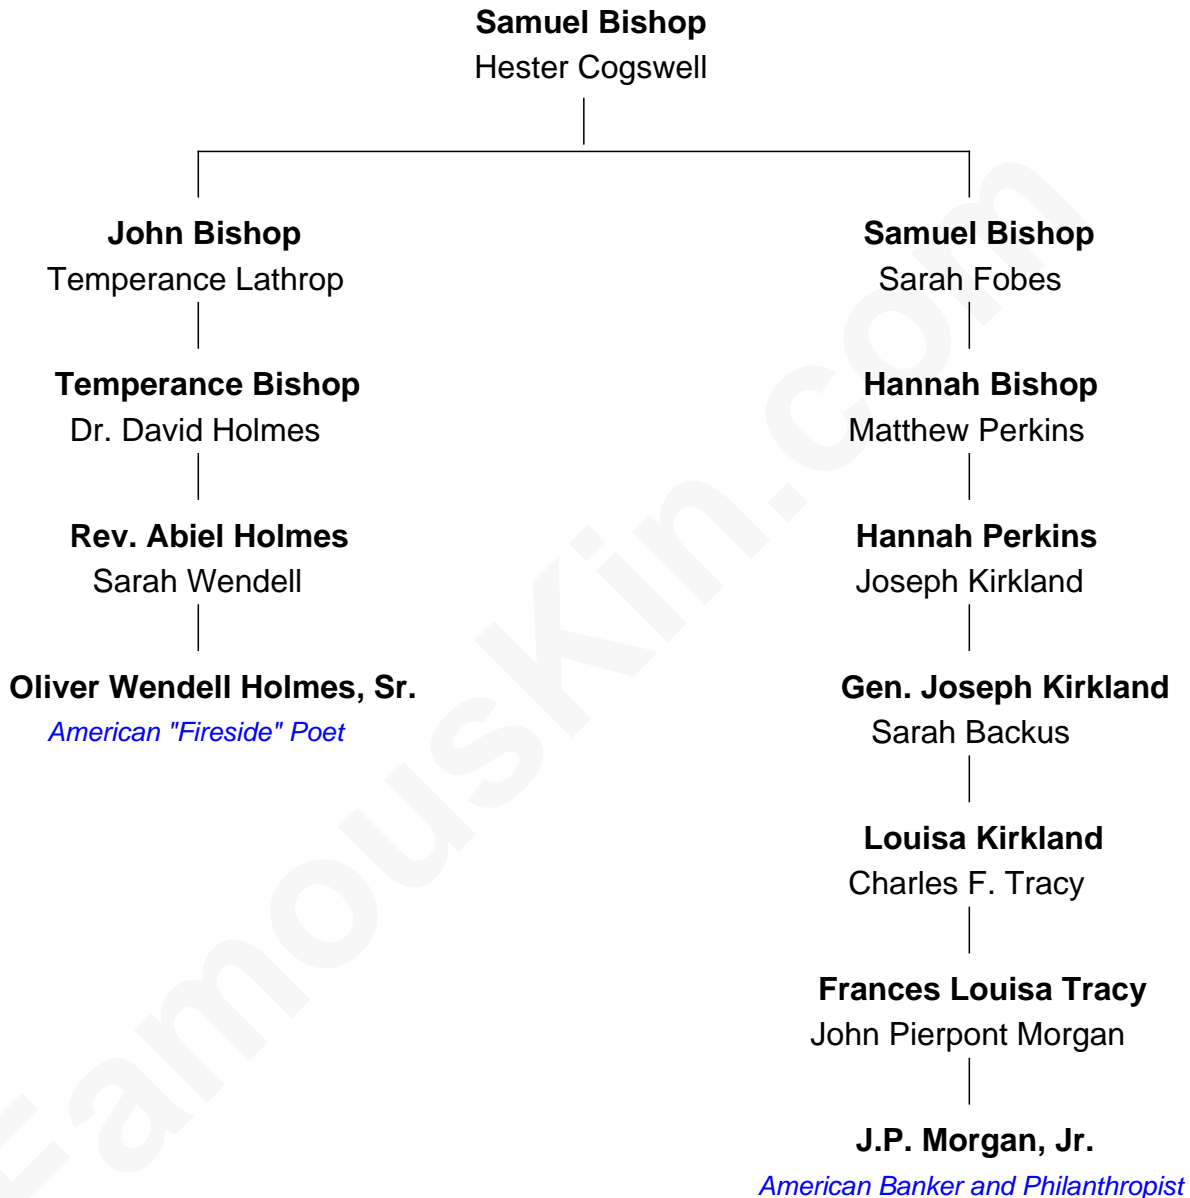 Samuel Bishop
Hester Cogswell
John Bishop
Temperance Lathrop
Samuel Bishop
Sarah Fobes
Temperance Bishop
Dr. David Holmes
Hannah Bishop
Matthew Perkins
Rev. Abiel Holmes
Sarah Wendell
Hannah Perkins
Joseph Kirkland
Oliver Wendell Holmes, Sr.
American "Fireside" Poet
Gen. Joseph Kirkland
Sarah Backus
Louisa Kirkland
Charles F. Tracy
Frances Louisa Tracy
John Pierpont Morgan
J.P. Morgan, Jr.
American Banker and Philanthropist
FamousKin.com